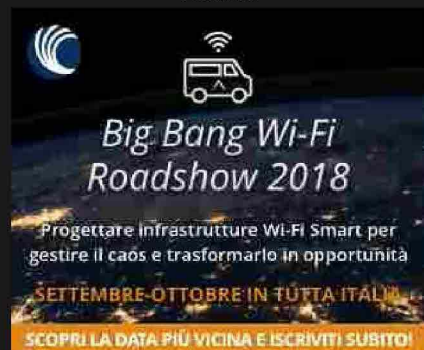 Big Bang Wi-Fi
Roadshow 2018
Progettare infrastrutture Wi-Fi Smart per
gestire il caos e trasformarlo in opportunità
SETTEMBRE-OTTOBRE IN TUTTA ITALIA
SCOPRI LA DATA PIÙ VICINA E ISCRIVITI SUBITO!